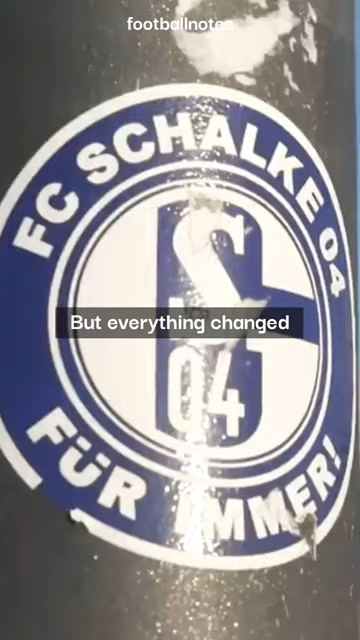 footballnotes
FC SCHALKE 04
S
04
But everything changed
FÜR IMMER!